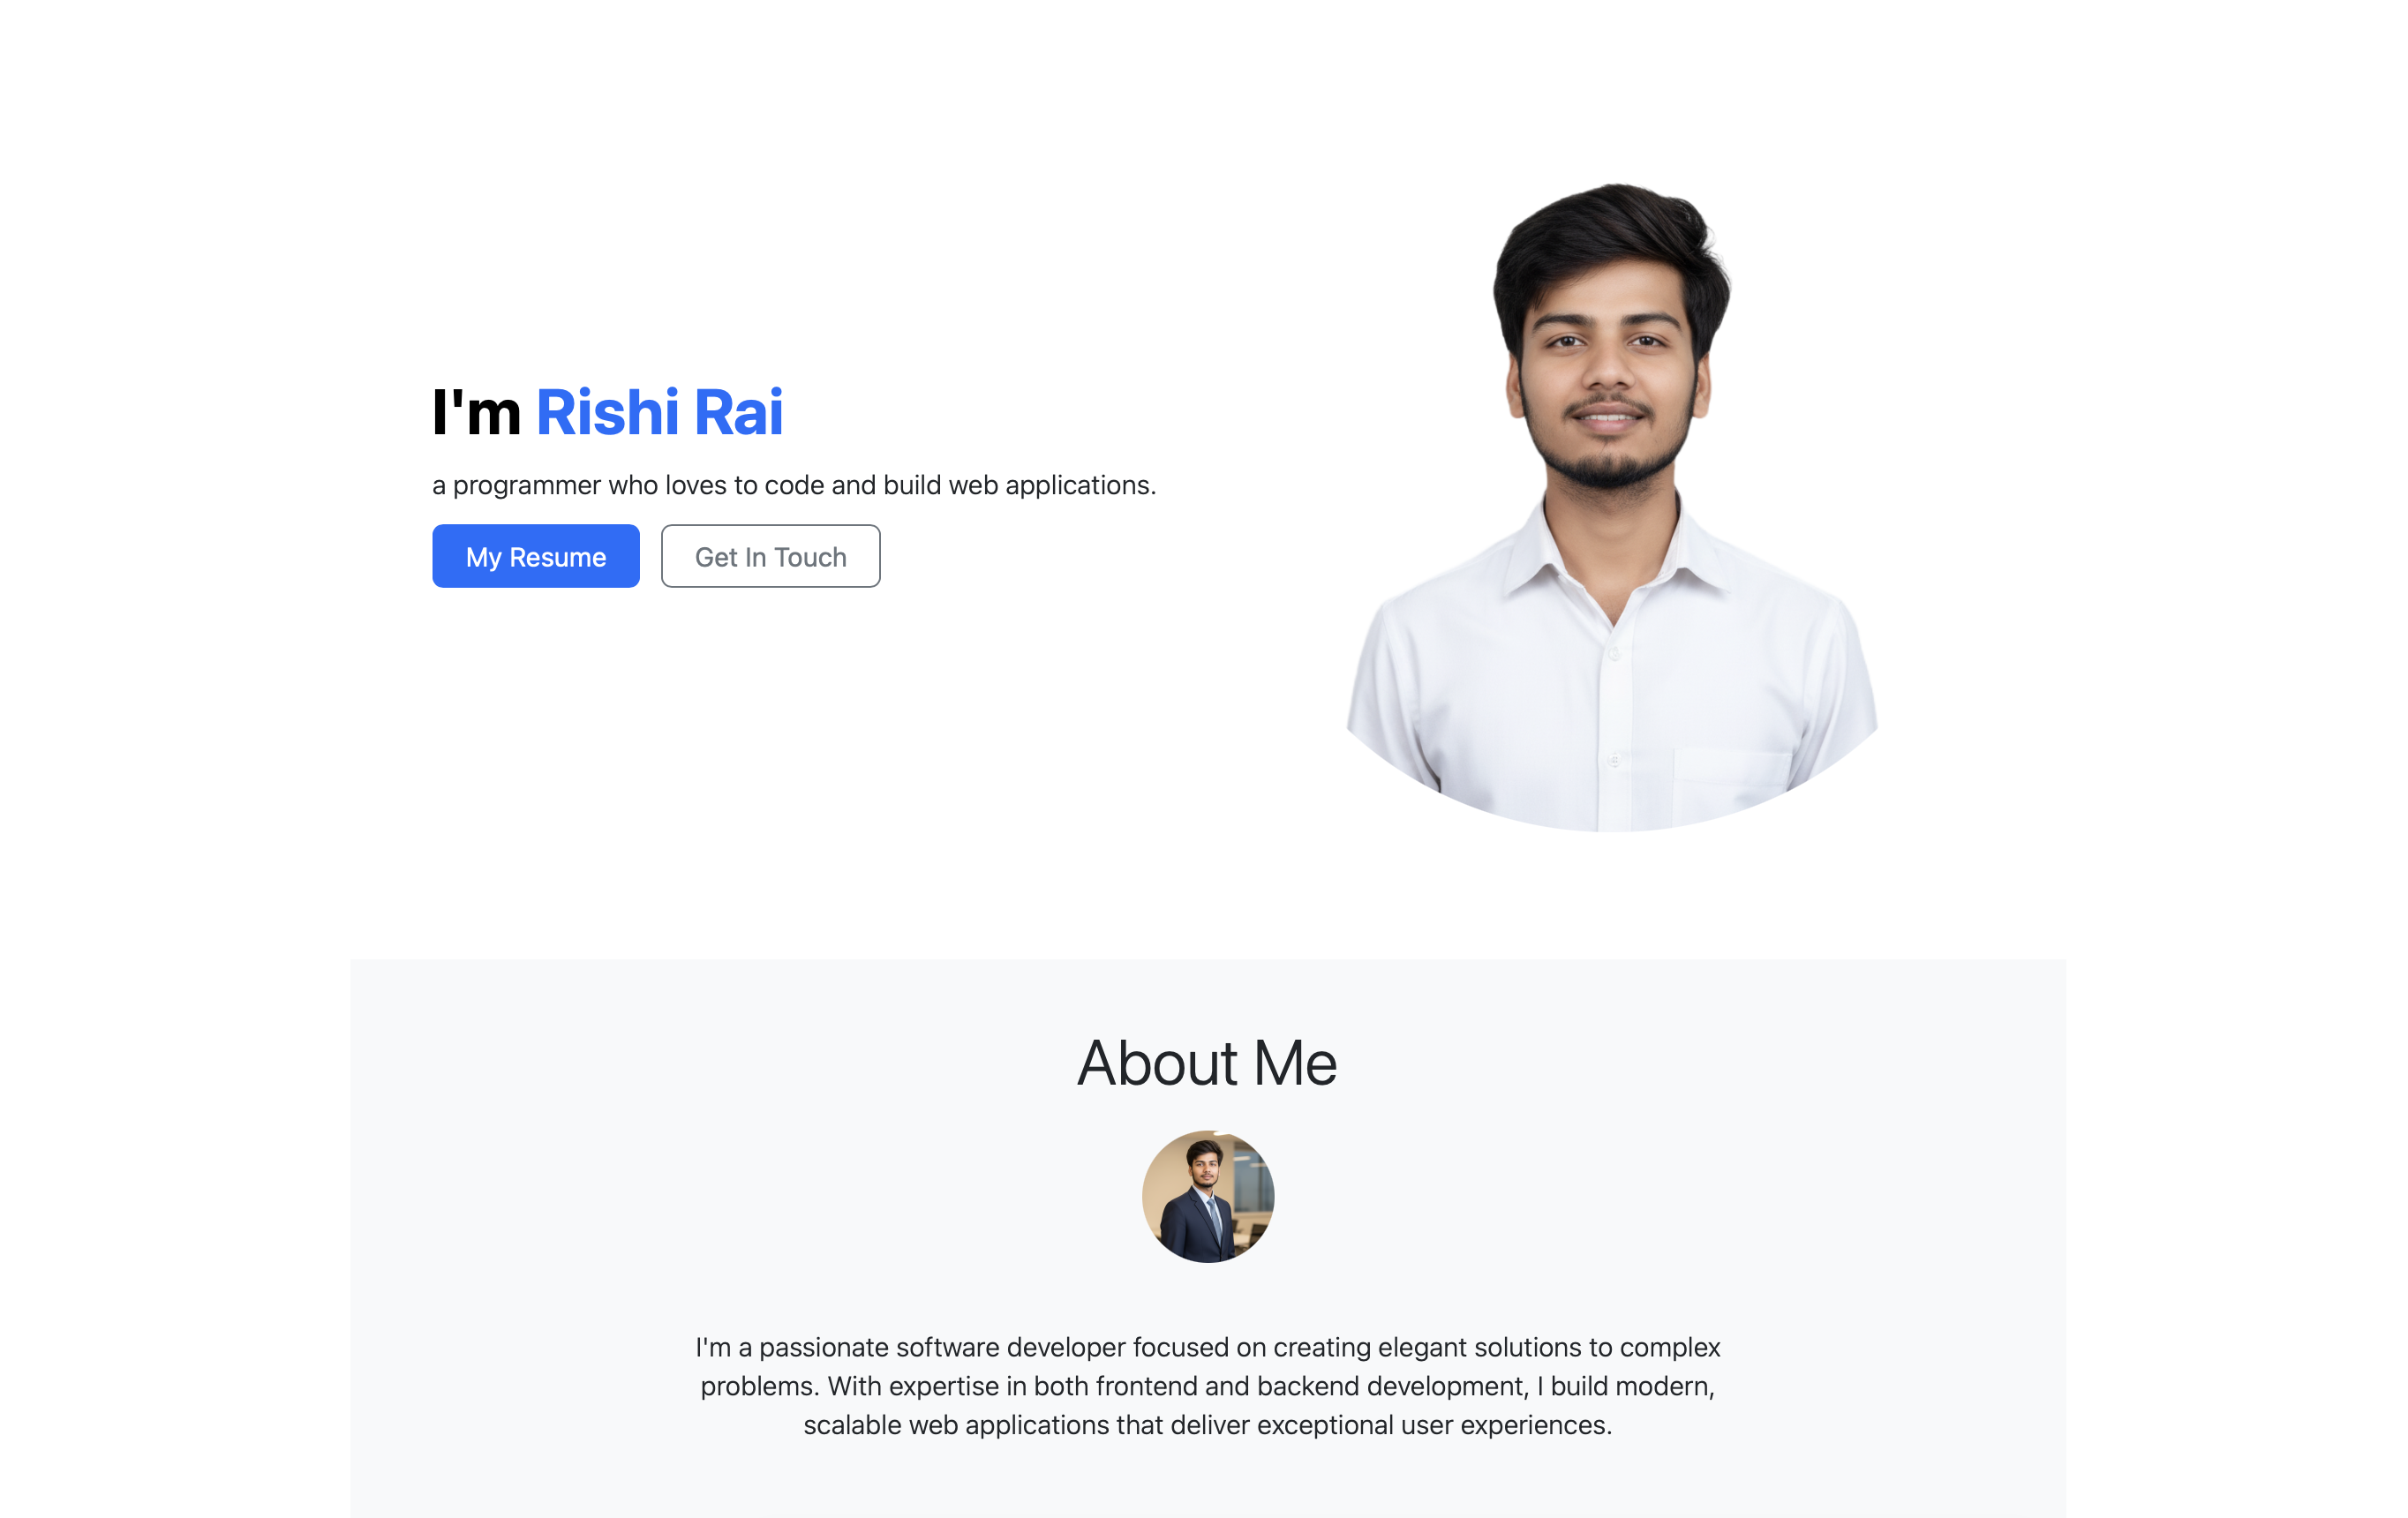 I'm Rishi Rai
a programmer who loves to code and build web applications.
My Resume
Get In Touch
About Me
I'm a passionate software developer focused on creating elegant solutions to complex
problems. With expertise in both frontend and backend development, I build modern,
scalable web applications that deliver exceptional user experiences.